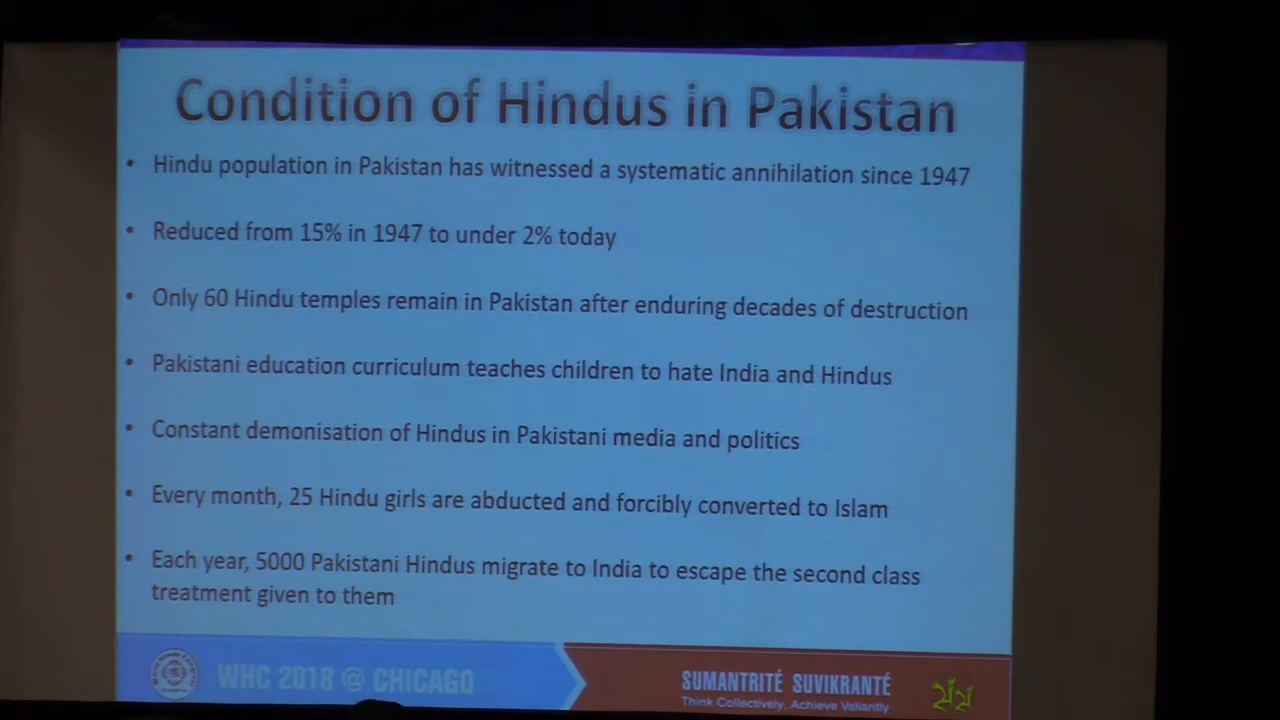 Condition of Hindus in Pakistan
• Hindu population in Pakistan has witnessed a systematic annihilation since 1947
• Reduced from 15% in 1947 to under 2% today
• Only 60 Hindu temples remain in Pakistan after enduring decades of destruction
• Pakistani education curriculum teaches children to hate India and Hindus
• Constant demonisation of Hindus in Pakistani media and politics
• Every month, 25 Hindu girls are abducted and forcibly converted to Islam
• Each year, 5000 Pakistani Hindus migrate to India to escape the second class
treatment given to them
WHC 2018 @ CHICAGO
SUMANTRITÉ SUVIKRANTÉ
Think Collectively, Achieve Valiantly